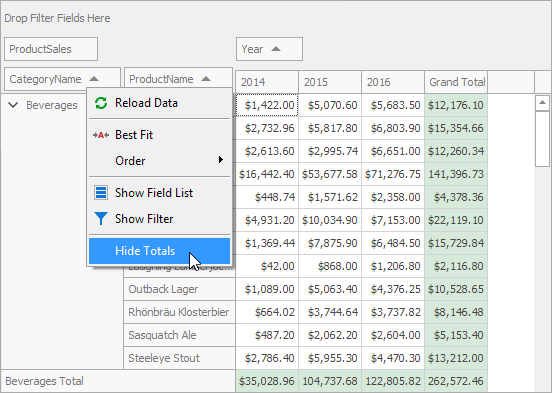 Drop Filter Fields Here
ProductSales Year
CategoryName ProductName 2014 2015 2016 Grand Total
Beverages $1,422.00 $5,070.60 $5,683.50 $12,176.10
Reload Data
$2,732.96 $5,817.80 $6,803.90 $15,354.66
Best Fit
$2,613.60 $2,995.74 $6,651.00 $12,260.34
Order
$16,442.40 $53,677.58 $71,276.75 141,396.73
Show Field List
$448.74 $1,571.62 $2,358.00 $4,378.36
Show Filter
$4,931.20 $10,034.90 $7,153.00 $22,119.10
Hide Totals
$1,369.44 $7,875.90 $6,484.50 $15,729.84
$42.00 $868.00 $1,206.80 $2,116.80
Outback Lager $1,089.00 $5,063.40 $4,376.25 $10,528.65
Rhönbräu Klosterbier $664.02 $3,744.64 $3,737.82 $8,146.48
Sasquatch Ale $487.20 $2,062.20 $2,604.00 $5,153.40
Steeleye Stout $2,786.40 $5,955.30 $4,470.30 $13,212.00
Beverages Total $35,028.96 104,737.68 122,805.82 262,572.46